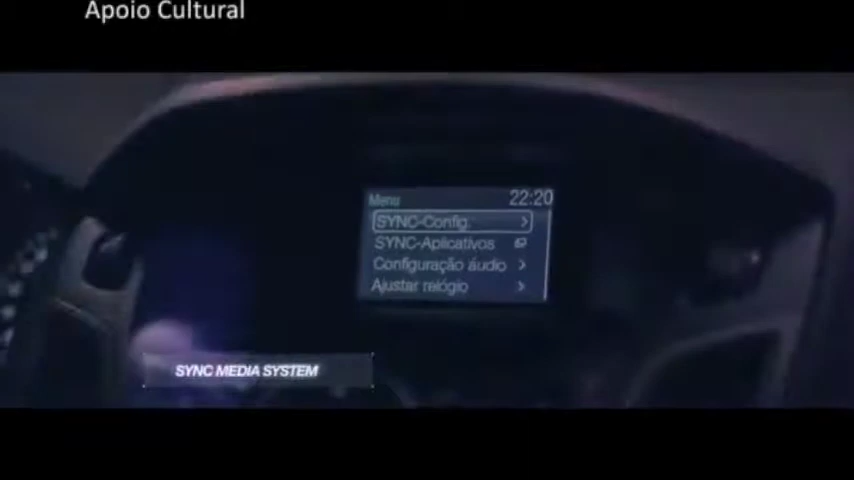 Apoio Cultural
Menu 22:20
SYNC-Config.
SYNC-Aplicativos
Configuração áudio
Ajustar relógio
SYNC MEDIA SYSTEM